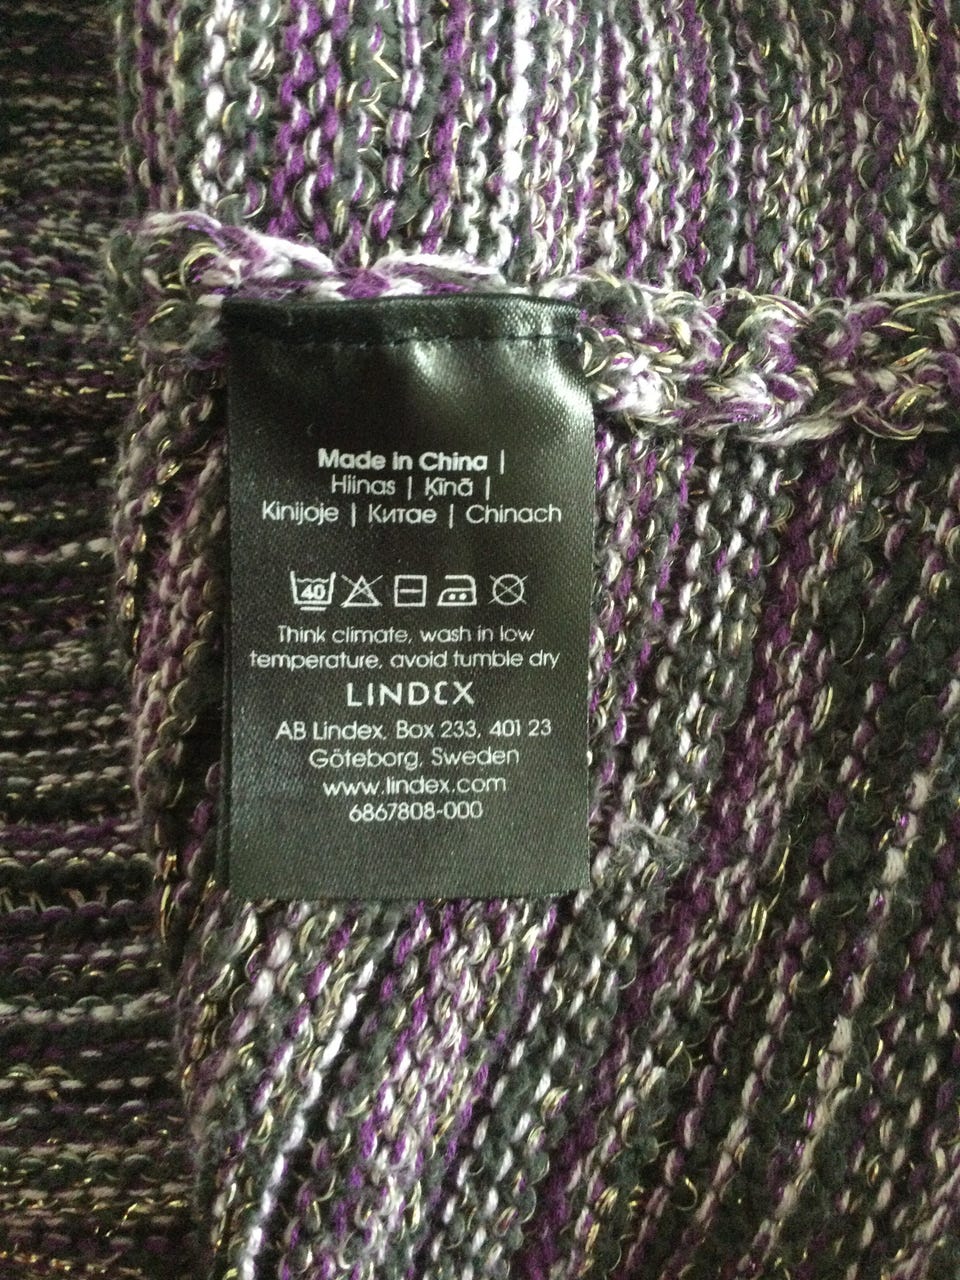 Made in China |
Hiinas | Ķīnā |
Kinijoje | Китае | Chinach
40
Think climate, wash in low
temperature, avoid tumble dry
LINDEX
AB Lindex, Box 233, 401 23
Göteborg, Sweden
www.lindex.com
6867808-000